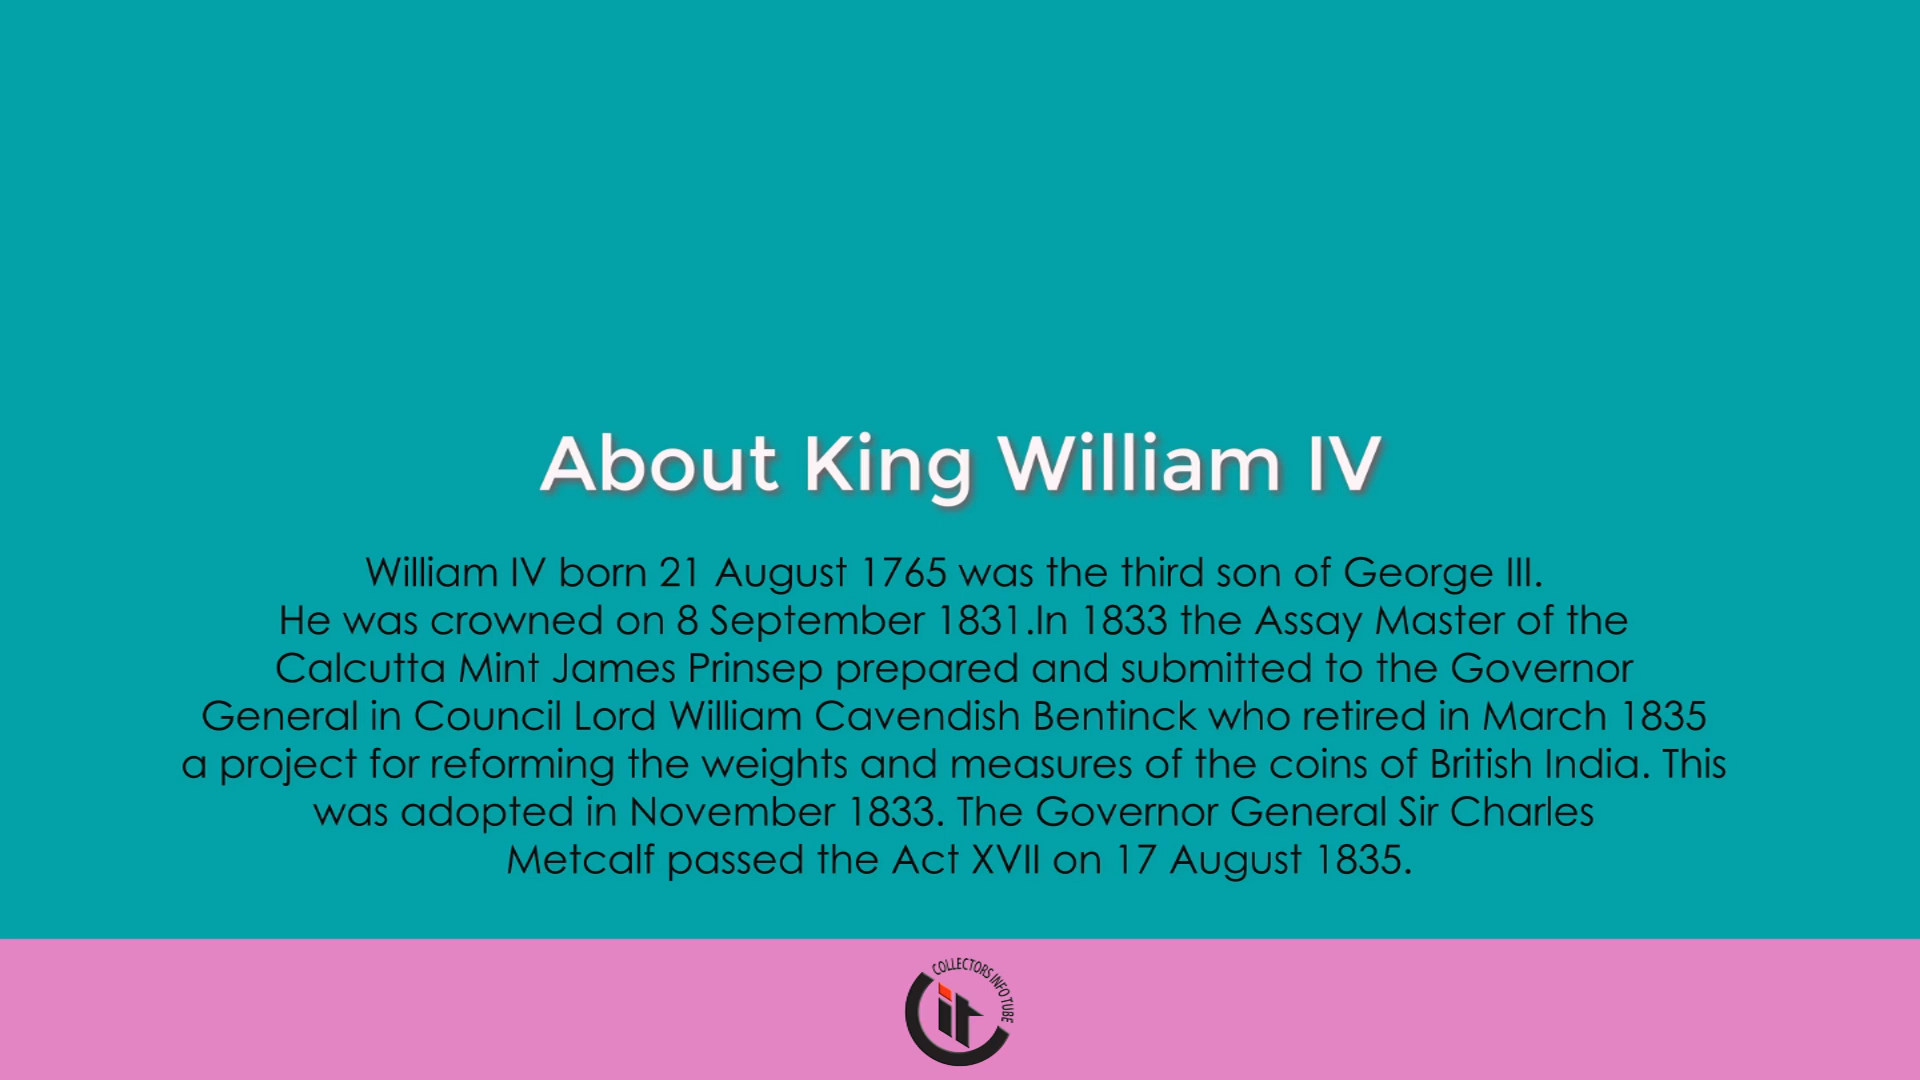 About King William IV
William IV born 21 August 1765 was the third son of George III.
He was crowned on 8 September 1831.In 1833 the Assay Master of the
Calcutta Mint James Prinsep prepared and submitted to the Governor
General in Council Lord William Cavendish Bentinck who retired in March 1835
a project for reforming the weights and measures of the coins of British India. This
was adopted in November 1833. The Governor General Sir Charles
Metcalf passed the Act XVII on 17 August 1835.
COLLECTORS INFO TUBE
it